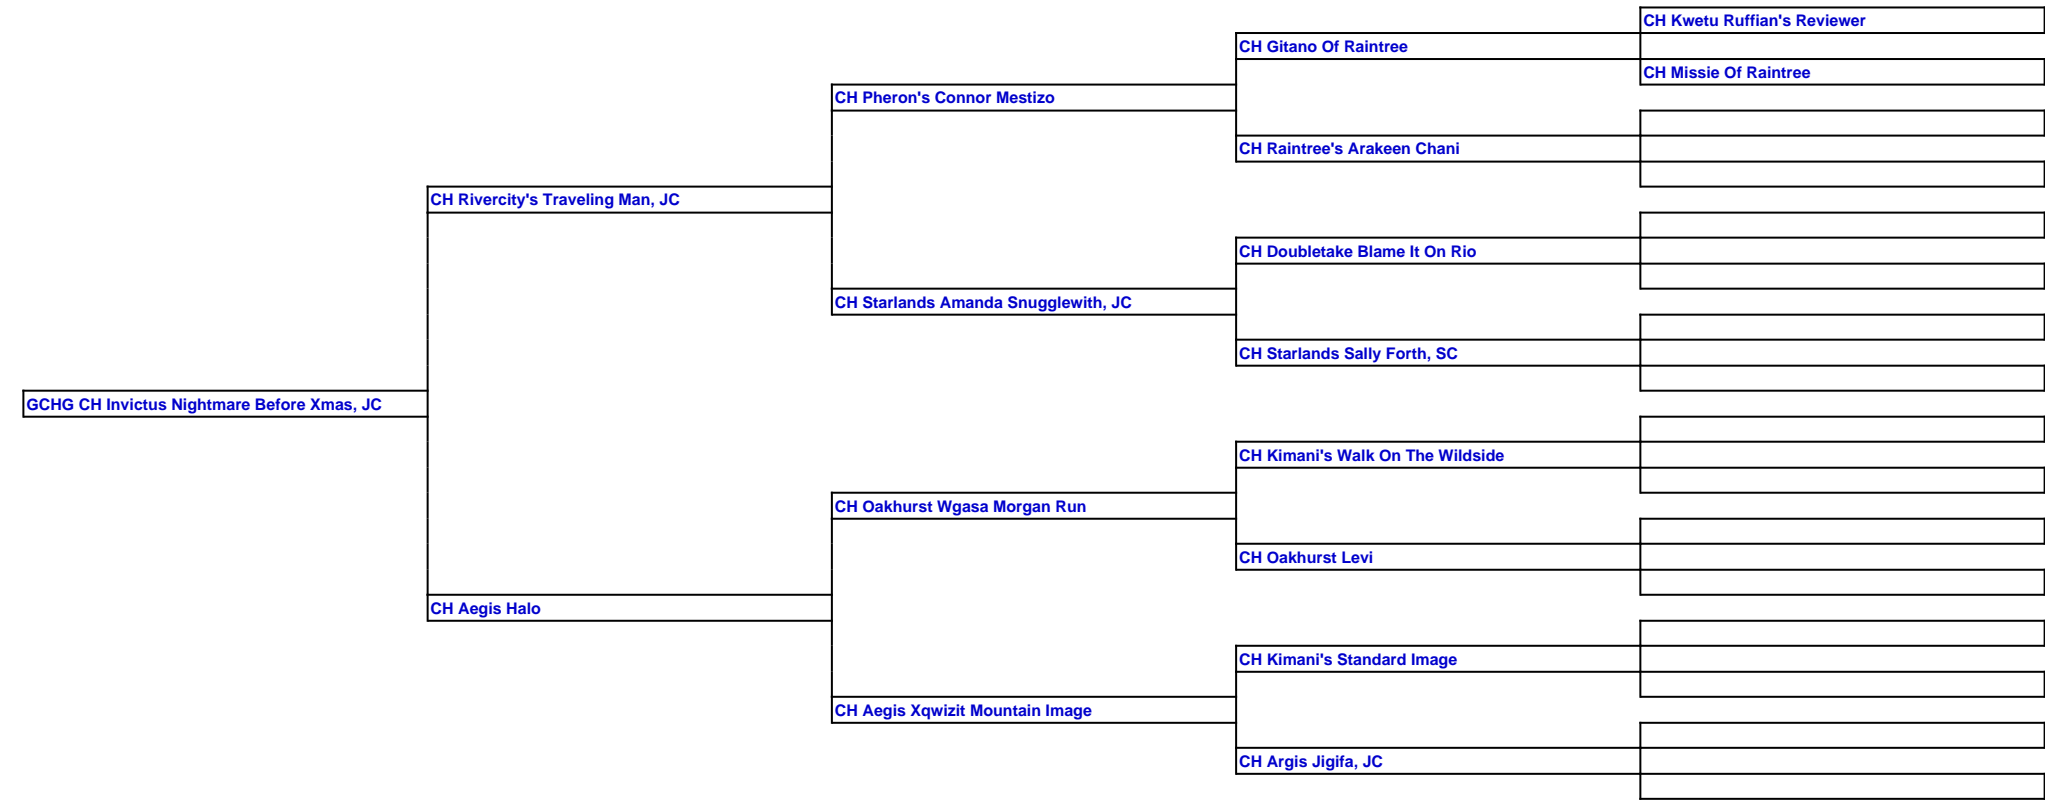 CH Kwetu Ruffian's Reviewer
CH Gitano Of Raintree
CH Missie Of Raintree
CH Pheron's Connor Mestizo
CH Raintree's Arakeen Chani
CH Rivercity's Traveling Man, JC
CH Doubletake Blame It On Rio
CH Starlands Amanda Snugglewith, JC
CH Starlands Sally Forth, SC
GCHG CH Invictus Nightmare Before Xmas, JC
CH Kimani's Walk On The Wildside
CH Oakhurst Wgasa Morgan Run
CH Oakhurst Levi
CH Aegis Halo
CH Kimani's Standard Image
CH Aegis Xqwizit Mountain Image
CH Argis Jigifa, JC